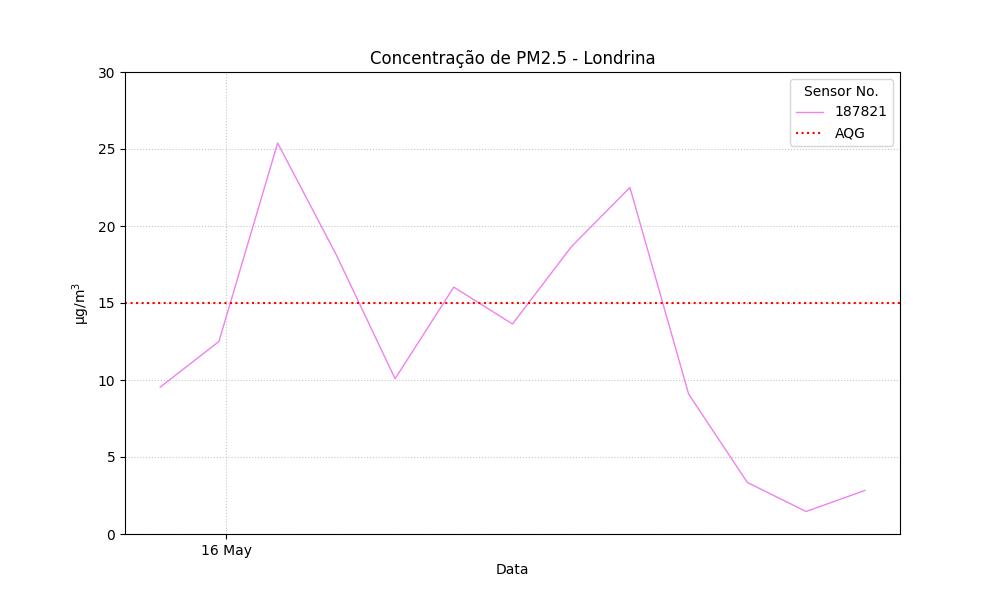 Concentração de PM2.5 - Londrina
30
25
20
15
10
5
0
µg/m³
Sensor No.
187821
AQG
16 May
Data